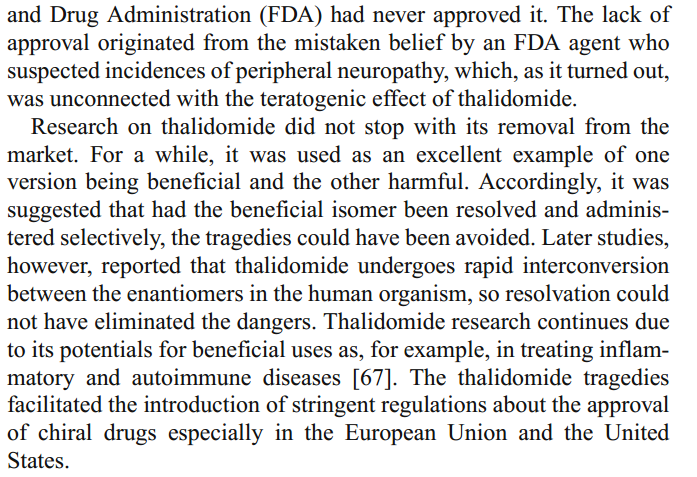 and Drug Administration (FDA) had never approved it. The lack of
approval originated from the mistaken belief by an FDA agent who
suspected incidences of peripheral neuropathy, which, as it turned out,
was unconnected with the teratogenic effect of thalidomide.
Research on thalidomide did not stop with its removal from the
market. For a while, it was used as an excellent example of one
version being beneficial and the other harmful. Accordingly, it was
suggested that had the beneficial isomer been resolved and adminis-
tered selectively, the tragedies could have been avoided. Later studies,
however, reported that thalidomide undergoes rapid interconversion
between the enantiomers in the human organism, so resolvation could
not have eliminated the dangers. Thalidomide research continues due
to its potentials for beneficial uses as, for example, in treating inflam-
matory and autoimmune diseases [67]. The thalidomide tragedies
facilitated the introduction of stringent regulations about the approval
of chiral drugs especially in the European Union and the United
States.